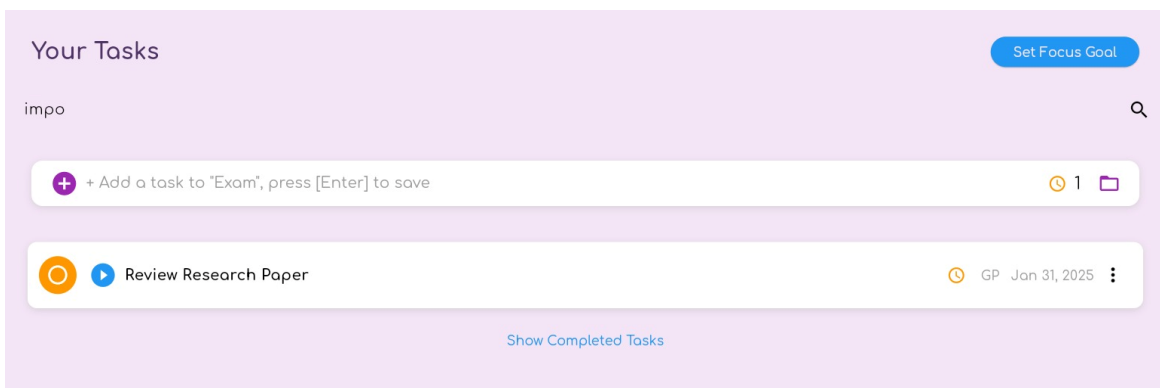 Your Tasks
Set Focus Goal
impo
+ Add a task to "Exam", press [Enter] to save
1
Review Research Paper
GP Jan 31, 2025
Show Completed Tasks